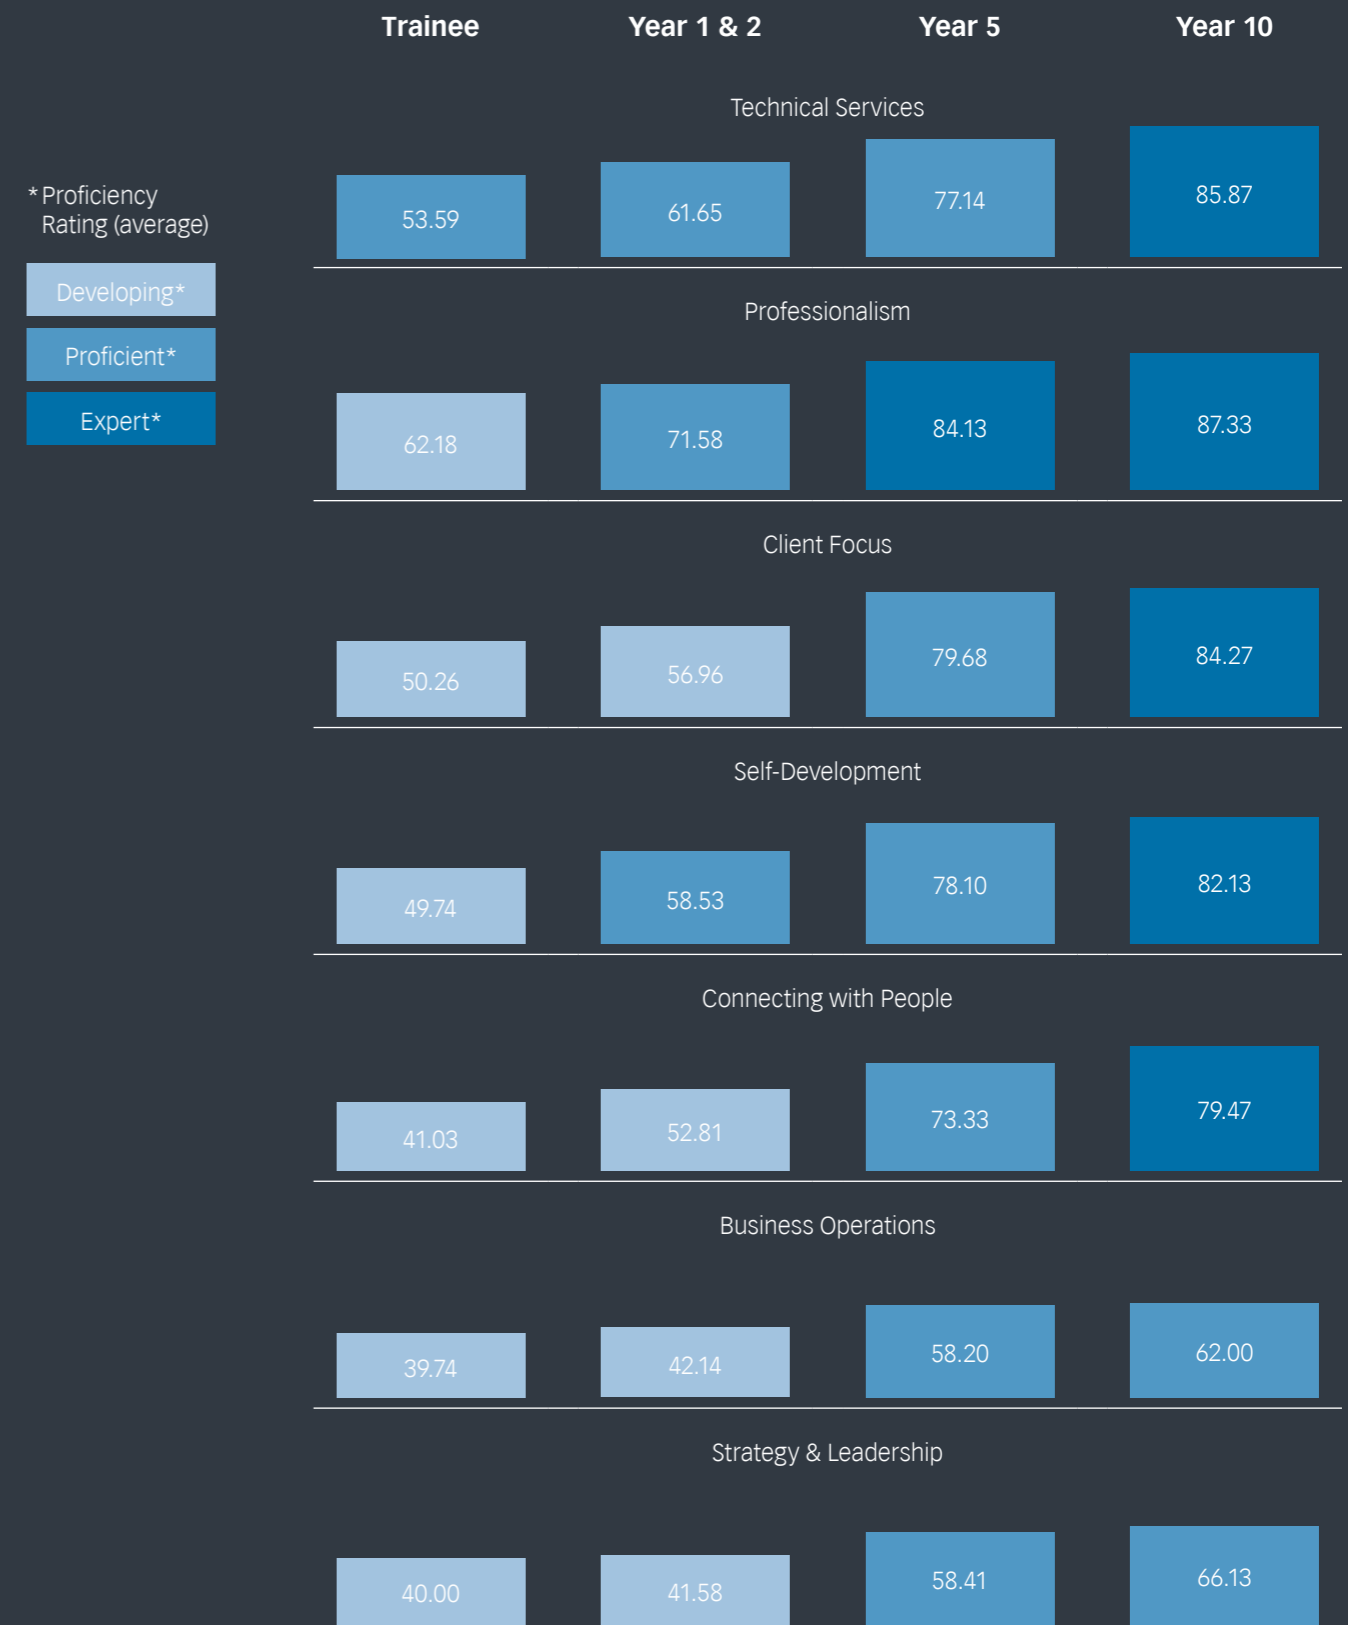 Trainee Year 1 & 2 Year 5 Year 10
Technical Services
* Proficiency
Rating (average)
Developing*
Proficient*
Expert*
53.59 61.65 77.14 85.87
Professionalism
62.18 71.58 84.13 87.33
Client Focus
50.26 56.96 79.68 84.27
Self-Development
49.74 58.53 78.10 82.13
Connecting with People
41.03 52.81 73.33 79.47
Business Operations
39.74 42.14 58.20 62.00
Strategy & Leadership
40.00 41.58 58.41 66.13